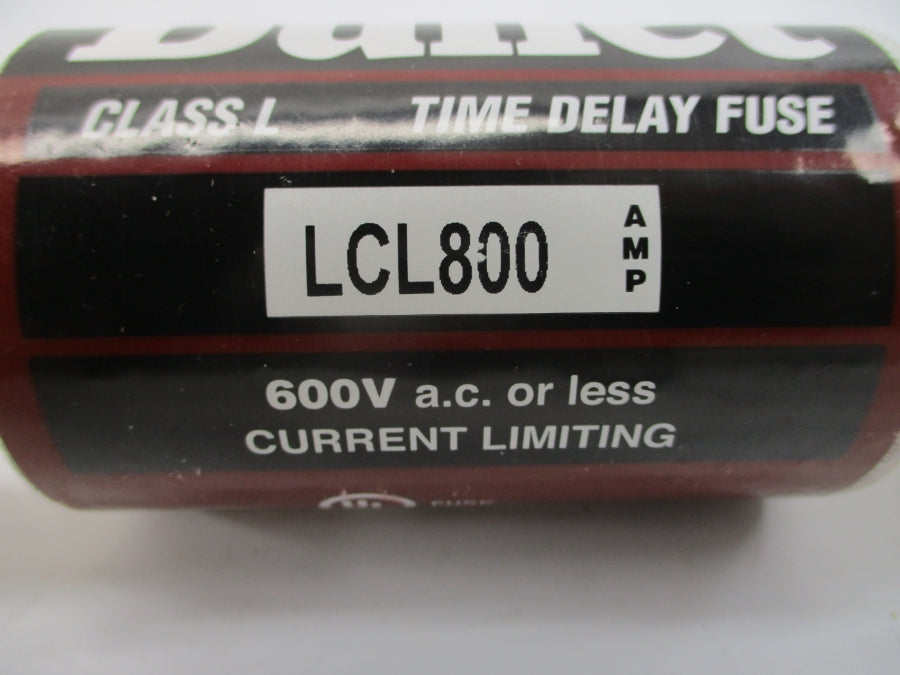 CLASS L TIME DELAY FUSE
LCL800 AMP
600V a.c. or less
CURRENT LIMITING